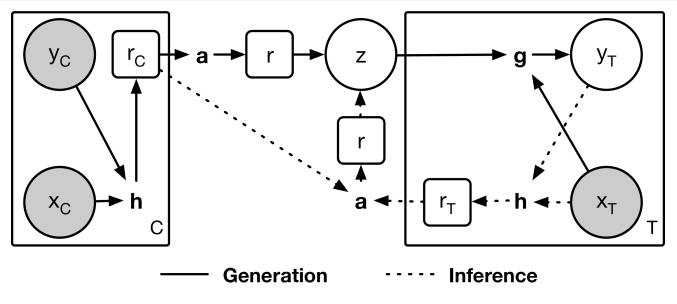 y_C r_C a r z g y_T
r
x_C h C a r_T h x_T T
Generation Inference